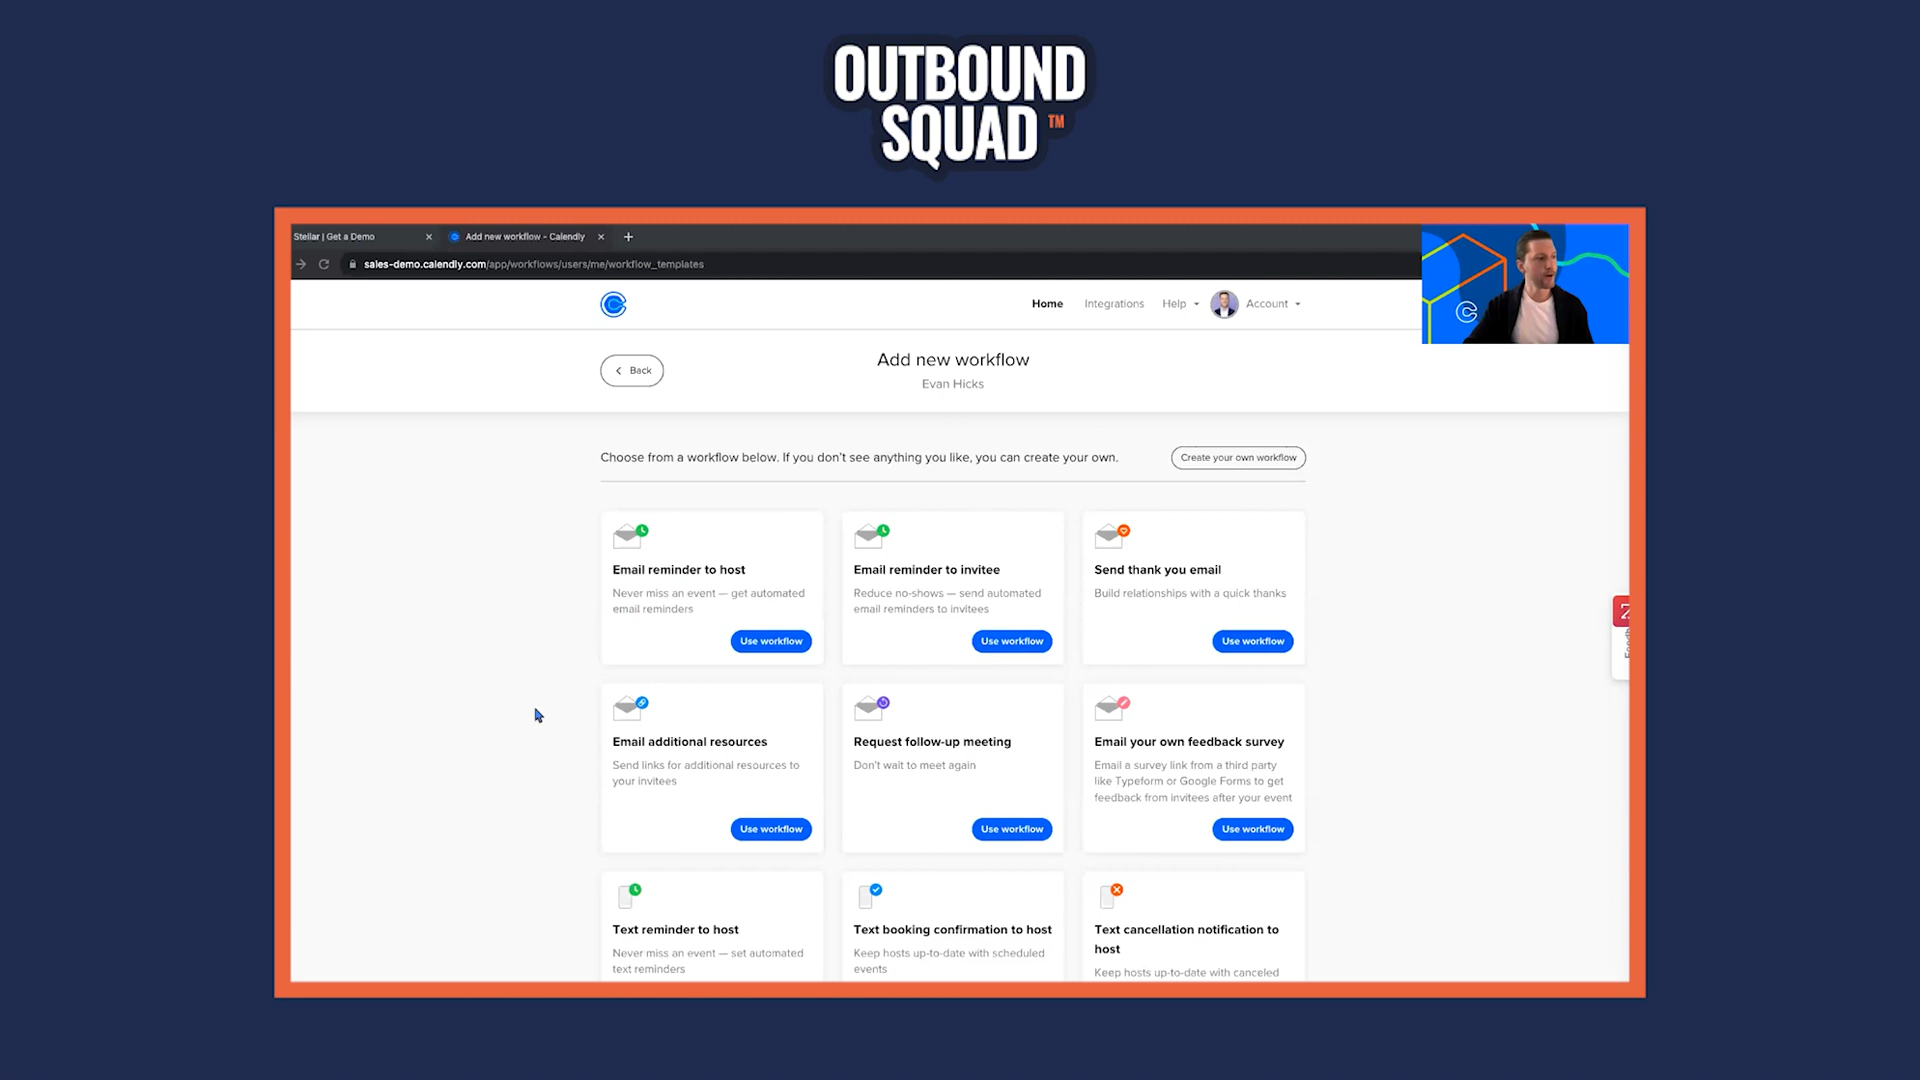 OUTBOUND
SQUAD TM
Stellar | Get a Demo
Add new workflow - Calendly
sales-demo.calendly.com/app/workflows/users/me/workflow_templates
Home
Integrations
Help
Account
Back
Add new workflow
Evan Hicks
Choose from a workflow below. If you don't see anything you like, you can create your own.
Create your own workflow
Email reminder to host
Never miss an event — get automated
email reminders
Use workflow
Email reminder to invitee
Reduce no-shows — send automated
email reminders to invitees
Use workflow
Send thank you email
Build relationships with a quick thanks
Use workflow
Email additional resources
Send links for additional resources to
your invitees
Use workflow
Request follow-up meeting
Don't wait to meet again
Use workflow
Email your own feedback survey
Email a survey link from a third party
like Typeform or Google Forms to get
feedback from invitees after your event
Use workflow
Text reminder to host
Never miss an event — set automated
text reminders
Text booking confirmation to host
Keep hosts up-to-date with scheduled
events
Text cancellation notification to
host
Keep hosts up-to-date with canceled